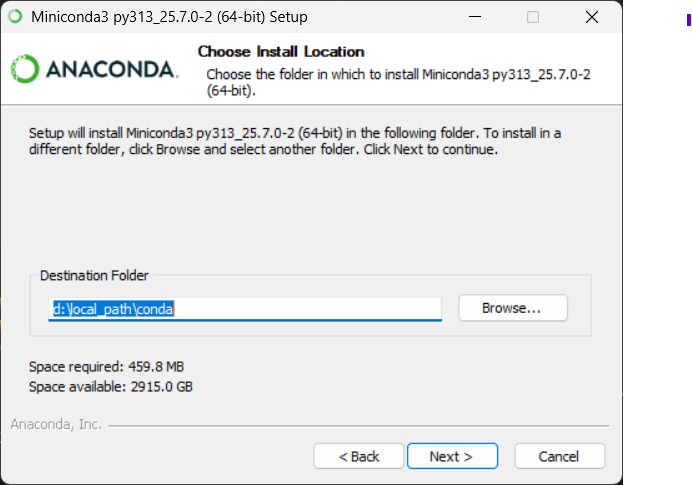 Miniconda3 py313_25.7.0-2 (64-bit) Setup
Choose Install Location
ANACONDA.
Choose the folder in which to install Miniconda3 py313_25.7.0-2
(64-bit).
Setup will install Miniconda3 py313_25.7.0-2 (64-bit) in the following folder. To install in a
different folder, click Browse and select another folder. Click Next to continue.
Destination Folder
d:\local_path\conda
Browse...
Space required: 459.8 MB
Space available: 2915.0 GB
Anaconda, Inc.
< Back
Next >
Cancel